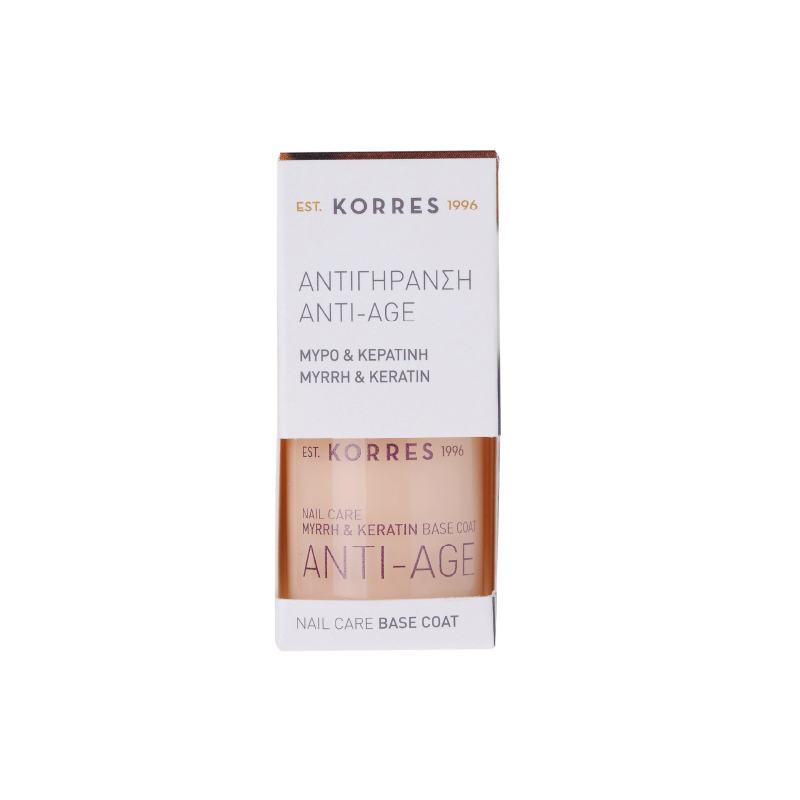 EST. KORRES 1996
ΑΝΤΙΓΗΡΑΝΣΗ
ANTI-AGE
ΜΥΡΟ & ΚΕΡΑΤΙΝΗ
MYRRH & KERATIN
EST. KORRES 1996
NAIL CARE
MYRRH & KERATIN BASE COAT
ANTI-AGE
NAIL CARE BASE COAT